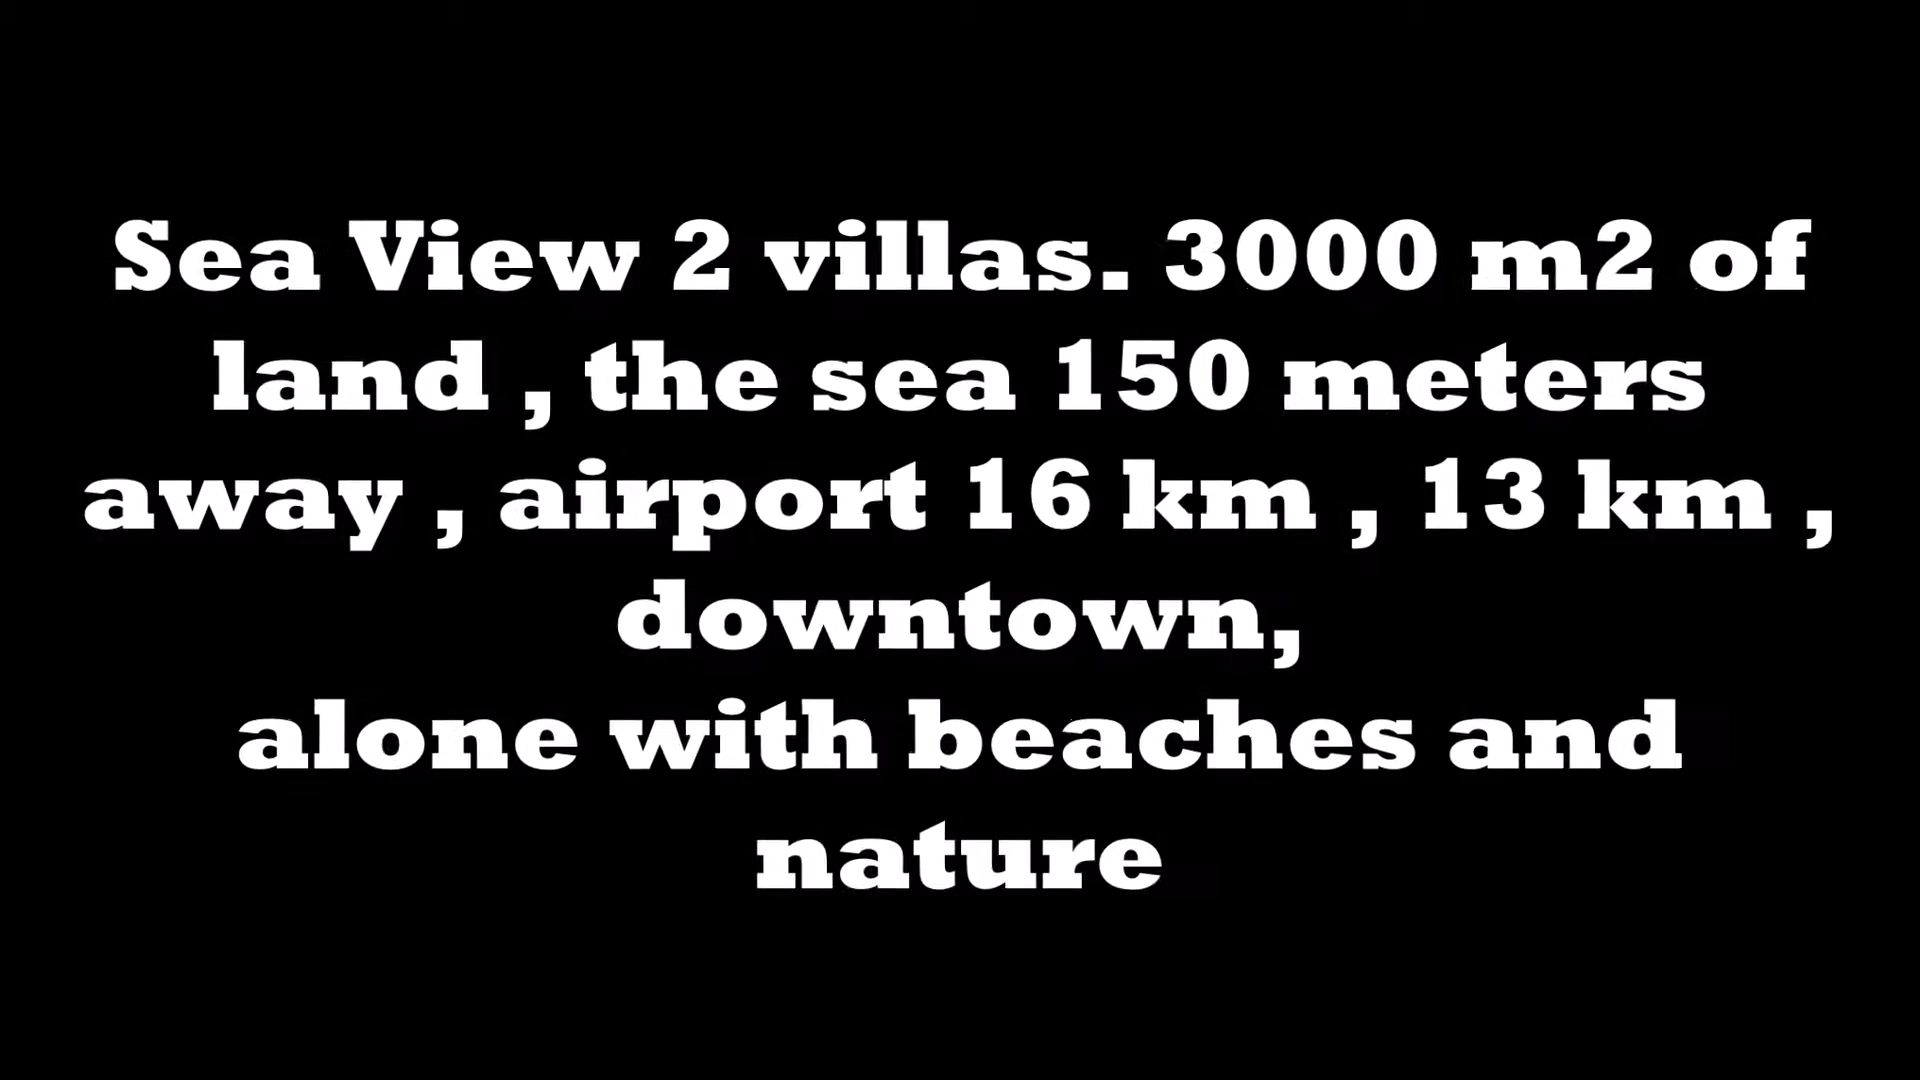 Sea View 2 villas. 3000 m2 of
land , the sea 150 meters
away , airport 16 km , 13 km ,
downtown,
alone with beaches and
nature